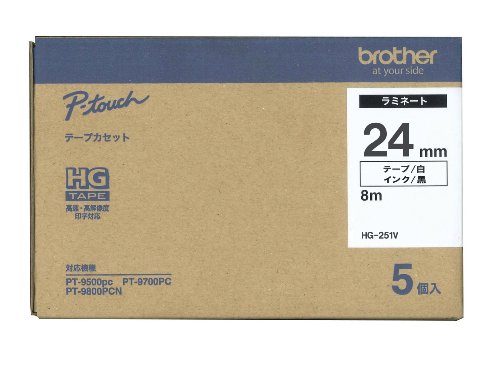 brother
at your side
P-touch
テープカセット
HG
TAPE
高速・高解像度
印字対応
ラミネート
24 mm
テープ/白
インク/黒
8m
HG-251V
対応機種
PT-9500pc PT-9700PC
PT-9800PCN
5個入